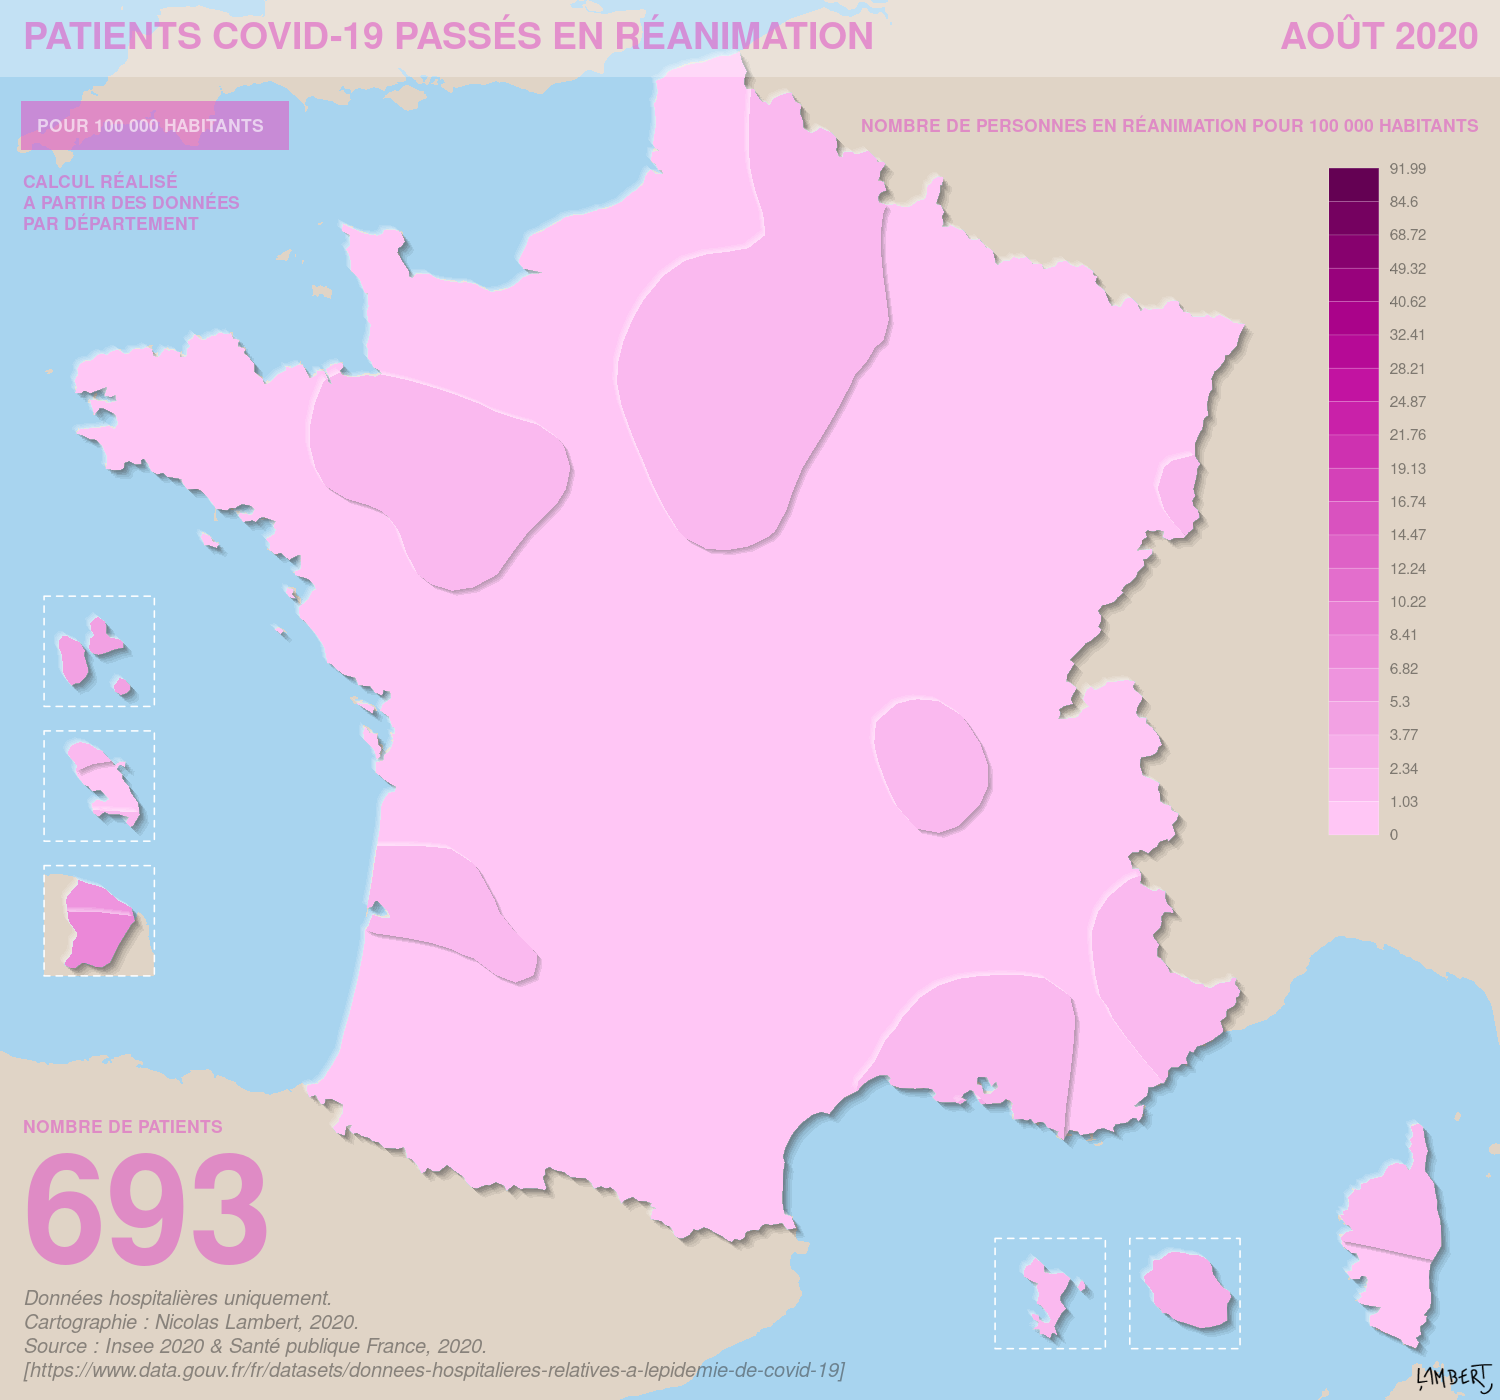 PATIENTS COVID-19 PASSÉS EN RÉANIMATION
AOÛT 2020
POUR 100 000 HABITANTS
CALCUL RÉALISÉ
A PARTIR DES DONNÉES
PAR DÉPARTEMENT
NOMBRE DE PERSONNES EN RÉANIMATION POUR 100 000 HABITANTS
91.99
84.6
68.72
49.32
40.62
32.41
28.21
24.87
21.76
19.13
16.74
14.47
12.24
10.22
8.41
6.82
5.3
3.77
2.34
1.03
0
NOMBRE DE PATIENTS
693
Données hospitalières uniquement.
Cartographie : Nicolas Lambert, 2020.
Source : Insee 2020 & Santé publique France, 2020.
[https://www.data.gouv.fr/fr/datasets/donnees-hospitalieres-relatives-a-lepidemie-de-covid-19]
LAMBERT